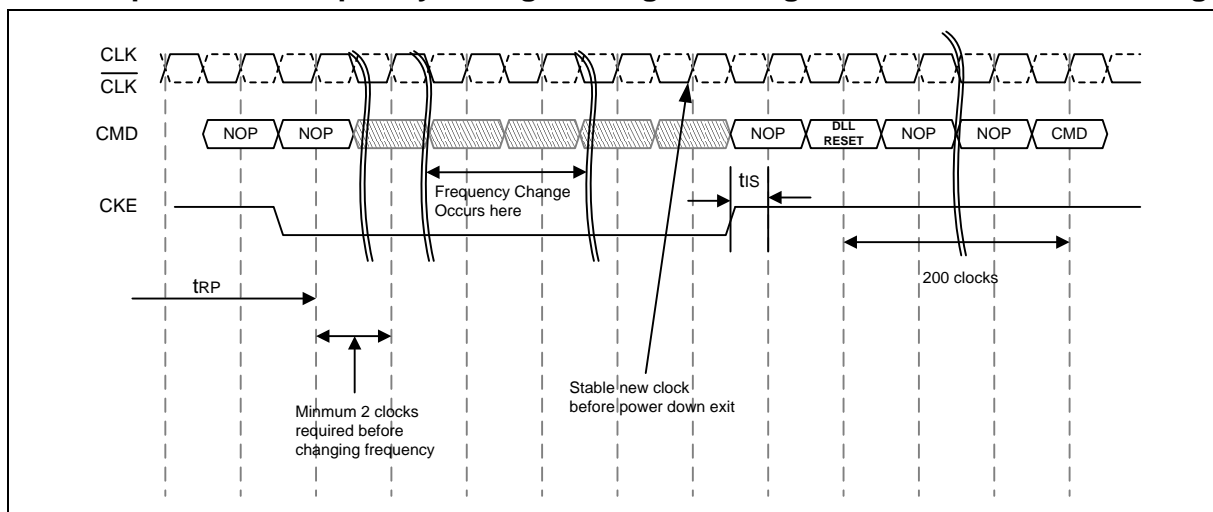 CLK
CLK
CMD
NOP
NOP
NOP
DLL
RESET
NOP
NOP
CMD
tIS
Frequency Change
Occurs here
CKE
200 clocks
tRP
Stable new clock
before power down exit
Minmum 2 clocks
required before
changing frequency